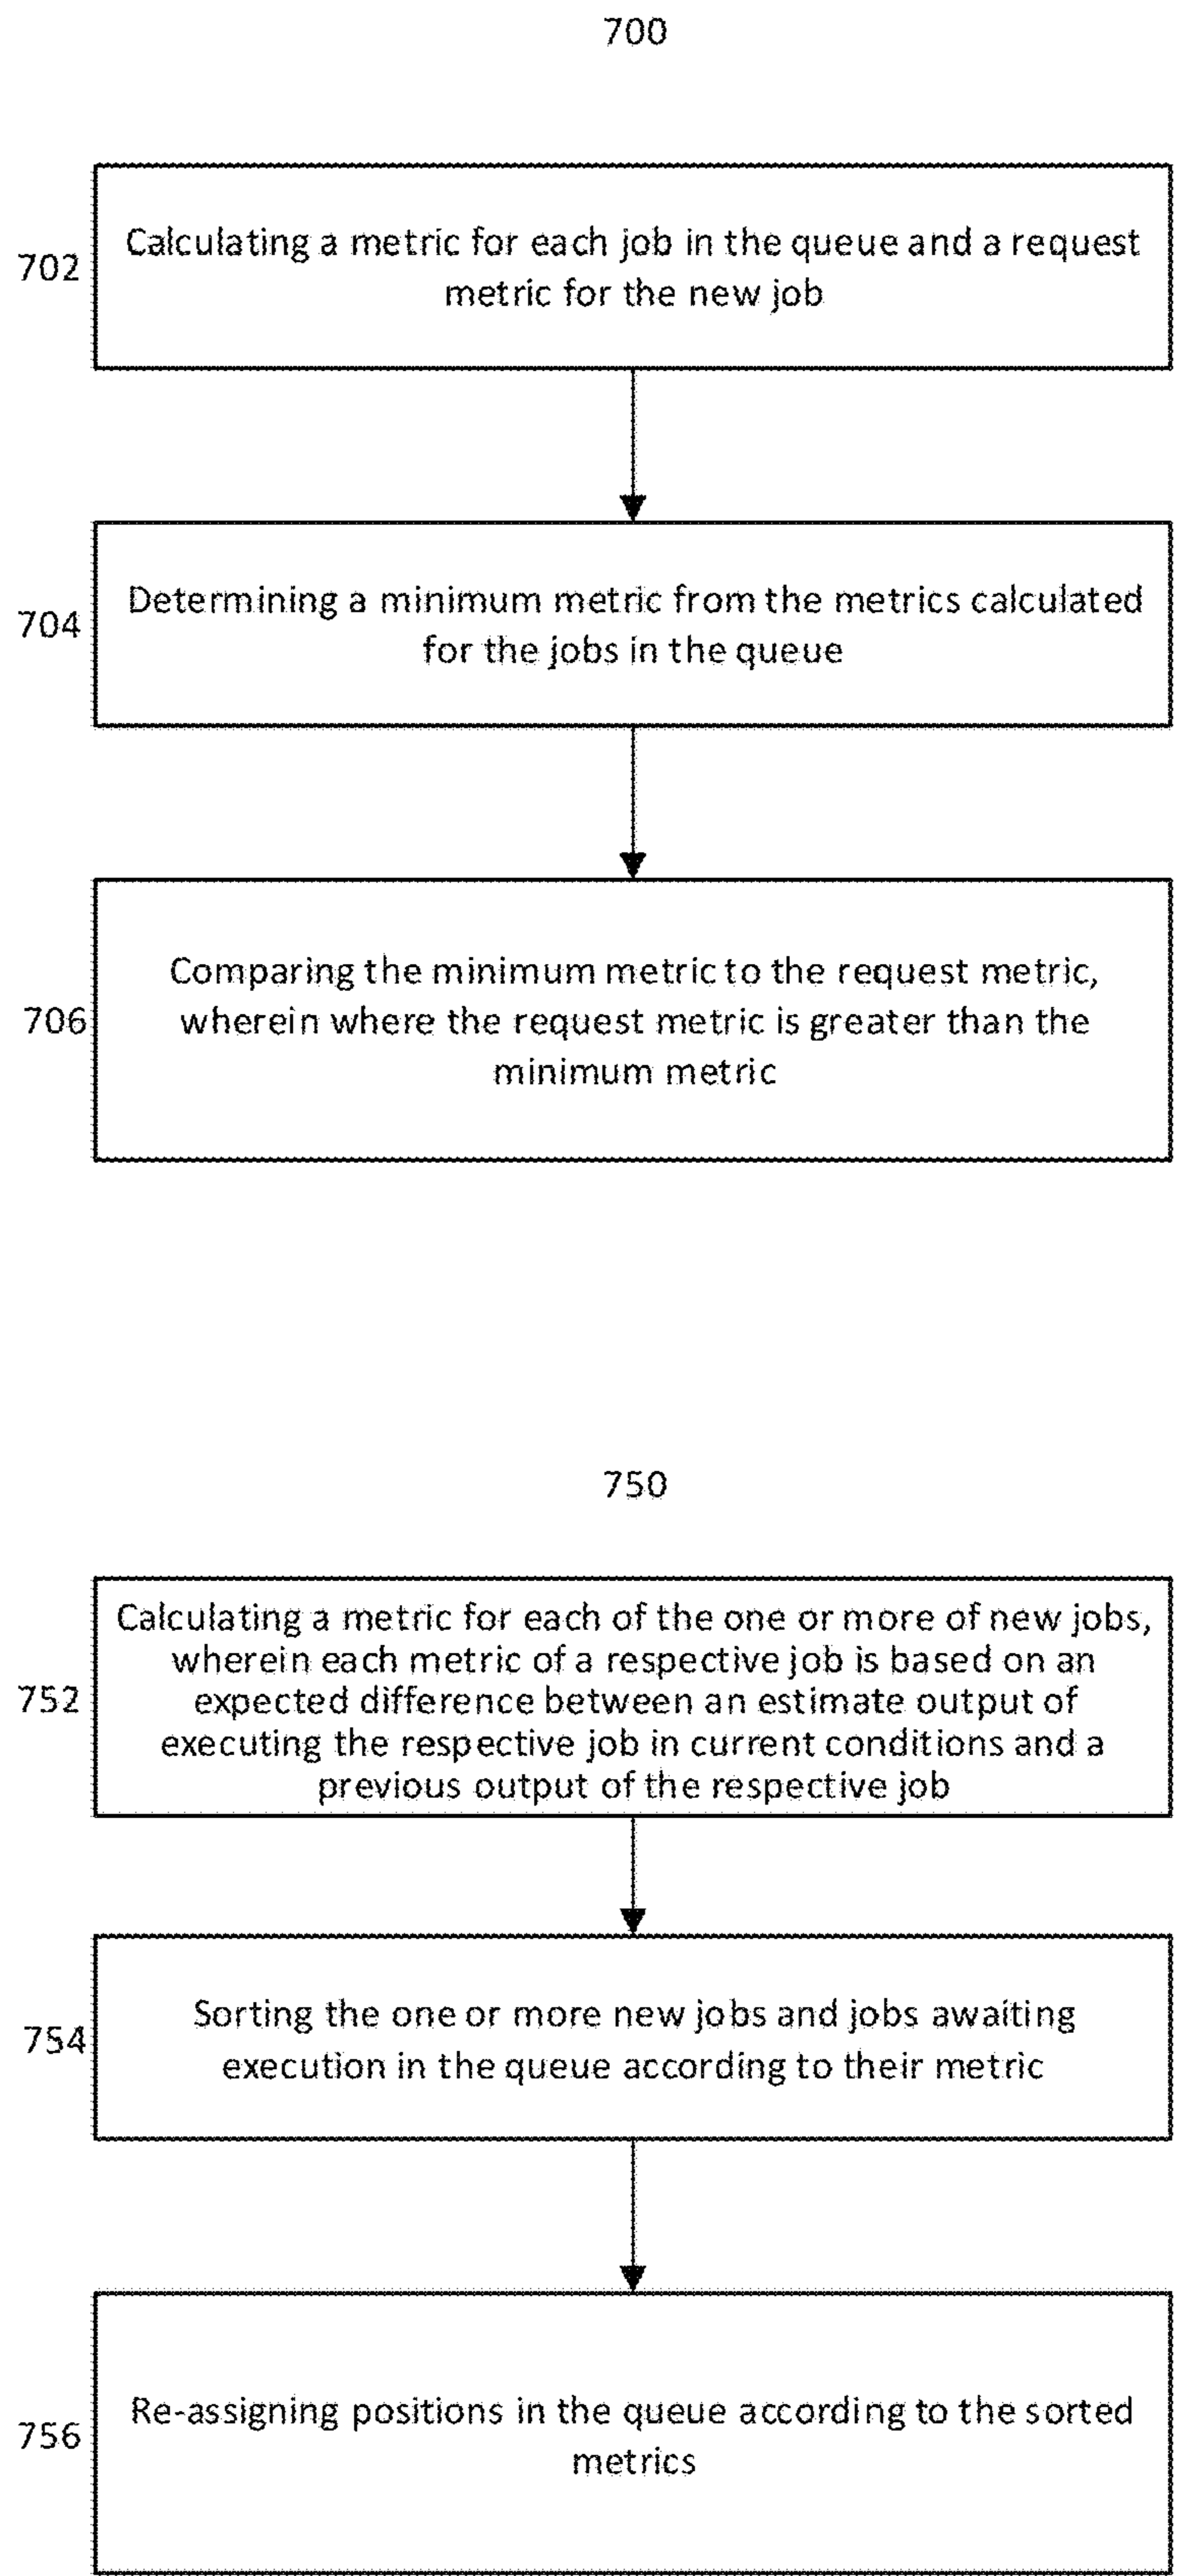 700
702
Calculating a metric for each job in the queue and a request
metric for the new job
704
Determining a minimum metric from the metrics calculated
for the jobs in the queue
706
Comparing the minimum metric to the request metric,
wherein where the request metric is greater than the
minimum metric
750
752
Calculating a metric for each of the one or more of new jobs,
wherein each metric of a respective job is based on an
expected difference between an estimate output of
executing the respective job in current conditions and a
previous output of the respective job
754
Sorting the one or more new jobs and jobs awaiting
execution in the queue according to their metric
756
Re-assigning positions in the queue according to the sorted
metrics